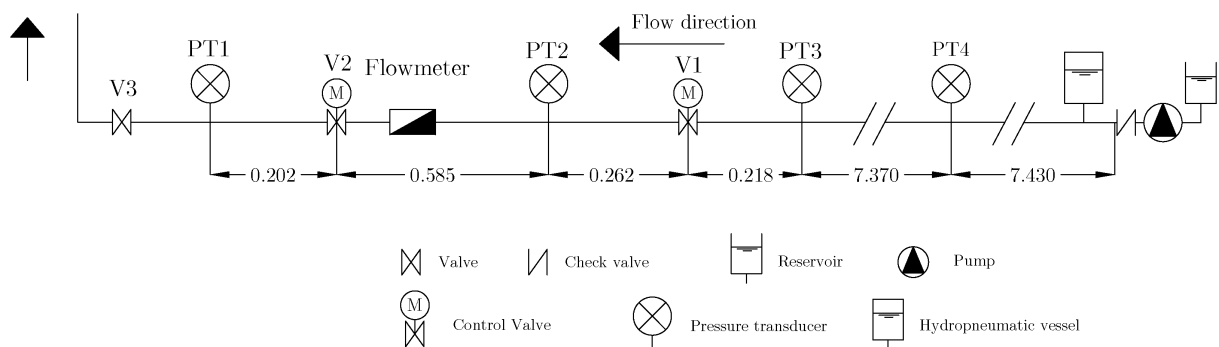 Flow direction
PT1
PT2
PT3
PT4
V2
Flowmeter
V1
V3
M
M
0.202
0.585
0.262
0.218
7.370
7.430
Valve
Check valve
Reservoir
Pump
M
Control Valve
Pressure transducer
Hydropneumatic vessel